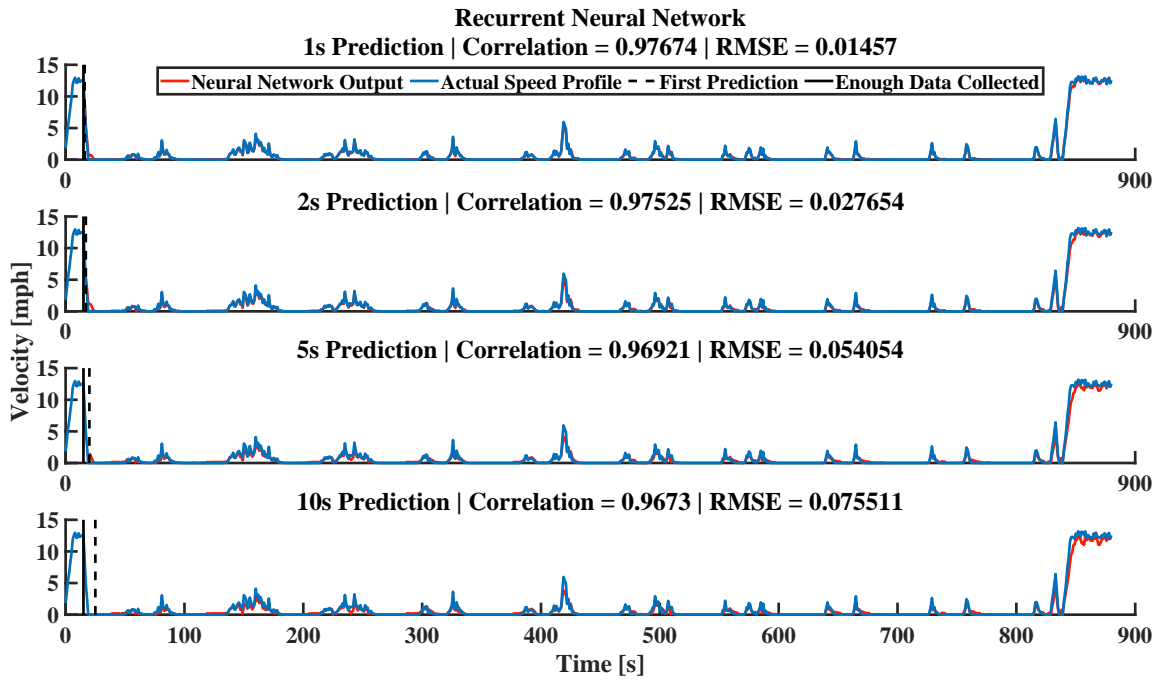 Recurrent Neural Network
1s Prediction | Correlation = 0.97674 | RMSE = 0.01457
15
10
5
0
Neural Network Output Actual Speed Profile First Prediction Enough Data Collected
0 900
2s Prediction | Correlation = 0.97525 | RMSE = 0.027654
15
10
5
0
0 900
Velocity [mph]
5s Prediction | Correlation = 0.96921 | RMSE = 0.054054
15
10
5
0
0 900
10s Prediction | Correlation = 0.9673 | RMSE = 0.075511
15
10
5
0
0 100 200 300 400 500 600 700 800 900
Time [s]